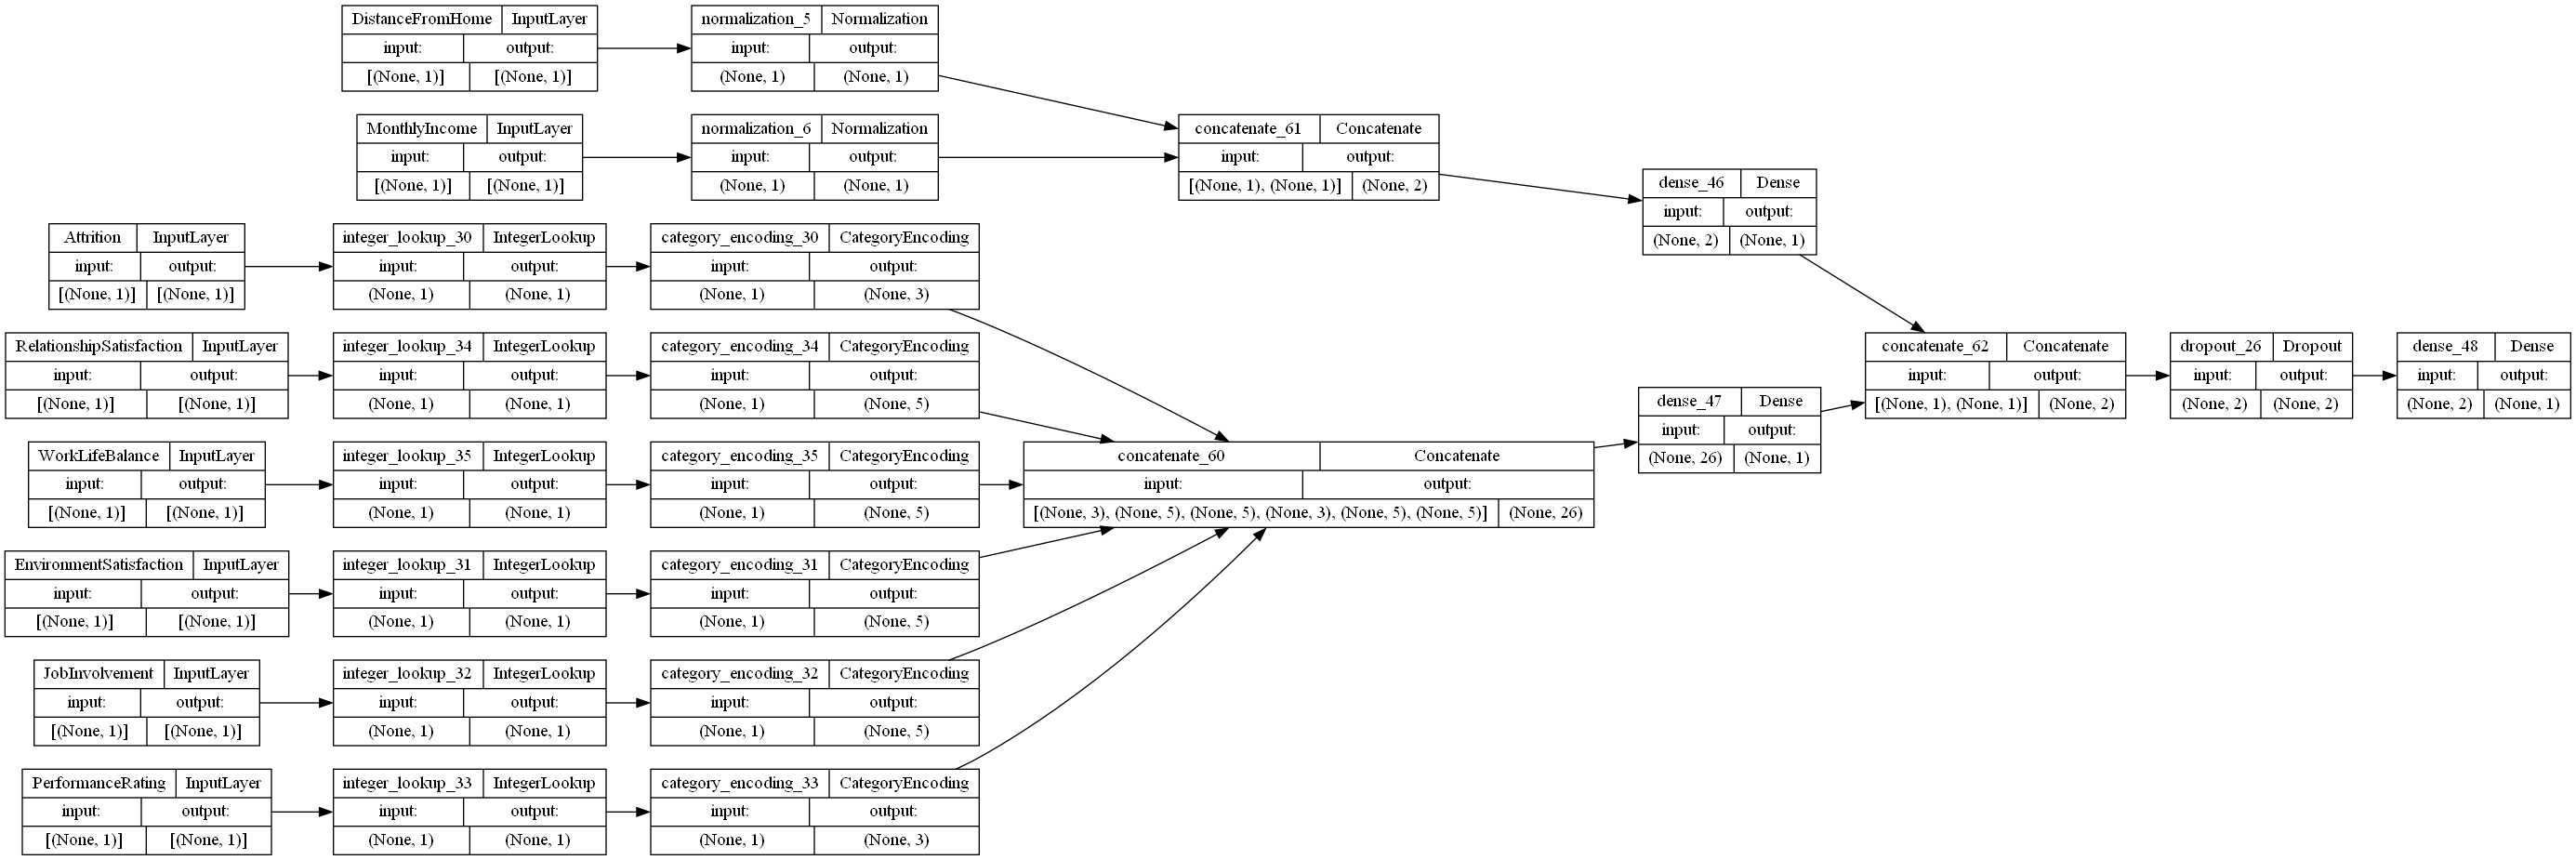 DistanceFromHome InputLayer
input: output:
[(None, 1)] [(None, 1)]
normalization_5 Normalization
input: output:
(None, 1) (None, 1)
MonthlyIncome InputLayer
input: output:
[(None, 1)] [(None, 1)]
normalization_6 Normalization
input: output:
(None, 1) (None, 1)
concatenate_61 Concatenate
input: output:
[(None, 1), (None, 1)] (None, 2)
dense_46 Dense
input: output:
(None, 2) (None, 1)
Attrition InputLayer
input: output:
[(None, 1)] [(None, 1)]
integer_lookup_30 IntegerLookup
input: output:
(None, 1) (None, 1)
category_encoding_30 CategoryEncoding
input: output:
(None, 1) (None, 3)
RelationshipSatisfaction InputLayer
input: output:
[(None, 1)] [(None, 1)]
integer_lookup_34 IntegerLookup
input: output:
(None, 1) (None, 1)
category_encoding_34 CategoryEncoding
input: output:
(None, 1) (None, 5)
WorkLifeBalance InputLayer
input: output:
[(None, 1)] [(None, 1)]
integer_lookup_35 IntegerLookup
input: output:
(None, 1) (None, 1)
category_encoding_35 CategoryEncoding
input: output:
(None, 1) (None, 5)
EnvironmentSatisfaction InputLayer
input: output:
[(None, 1)] [(None, 1)]
integer_lookup_31 IntegerLookup
input: output:
(None, 1) (None, 1)
category_encoding_31 CategoryEncoding
input: output:
(None, 1) (None, 5)
JobInvolvement InputLayer
input: output:
[(None, 1)] [(None, 1)]
integer_lookup_32 IntegerLookup
input: output:
(None, 1) (None, 1)
category_encoding_32 CategoryEncoding
input: output:
(None, 1) (None, 5)
PerformanceRating InputLayer
input: output:
[(None, 1)] [(None, 1)]
integer_lookup_33 IntegerLookup
input: output:
(None, 1) (None, 1)
category_encoding_33 CategoryEncoding
input: output:
(None, 1) (None, 3)
concatenate_60 Concatenate
input: output:
[(None, 3), (None, 5), (None, 5), (None, 3), (None, 5), (None, 5)] (None, 26)
dense_47 Dense
input: output:
(None, 26) (None, 1)
concatenate_62 Concatenate
input: output:
[(None, 1), (None, 1)] (None, 2)
dropout_26 Dropout
input: output:
(None, 2) (None, 2)
dense_48 Dense
input: output:
(None, 2) (None, 1)